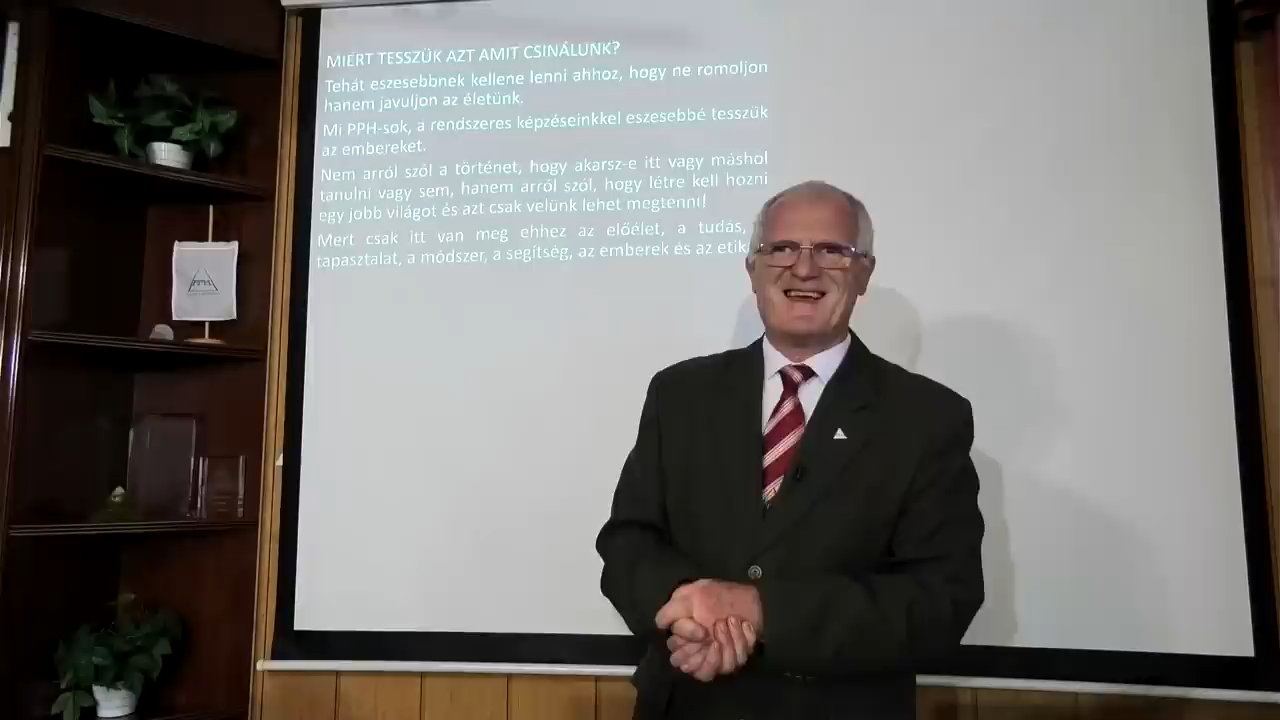 MIÉRT TESSZÜK AZT AMIT CSINÁLUNK?
Tehát eszesebbnek kellene lenni ahhoz, hogy ne romoljon
hanem javuljon az életünk.
Mi PPH-sok, a rendszeres képzéseinkkel eszesebbé tesszük
az embereket.
Nem arról szól a történet, hogy akarsz-e itt vagy máshol
tanulni vagy sem, hanem arról szól, hogy létre kell hozni
egy jobb világot és azt csak velünk lehet megtenni!
Mert csak itt van meg ehhez az előélet, a tudás,
tapasztalat, a módszer, a segítség, az emberek és az etik